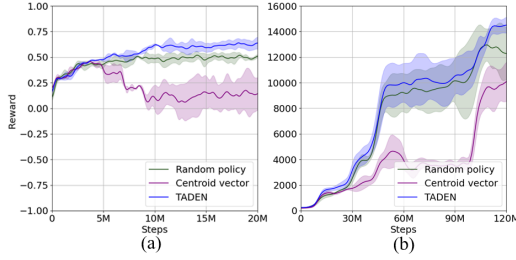 1.00
0.75
0.50
0.25
0.00
−0.25
−0.50
−0.75
−1.00
Reward
0 5M 10M 15M 20M
Steps
Random policy
Centroid vector
TADEN
(a)
16000
14000
12000
10000
8000
6000
4000
2000
0
0 30M 60M 90M 120M
Steps
Random policy
Centroid vector
TADEN
(b)